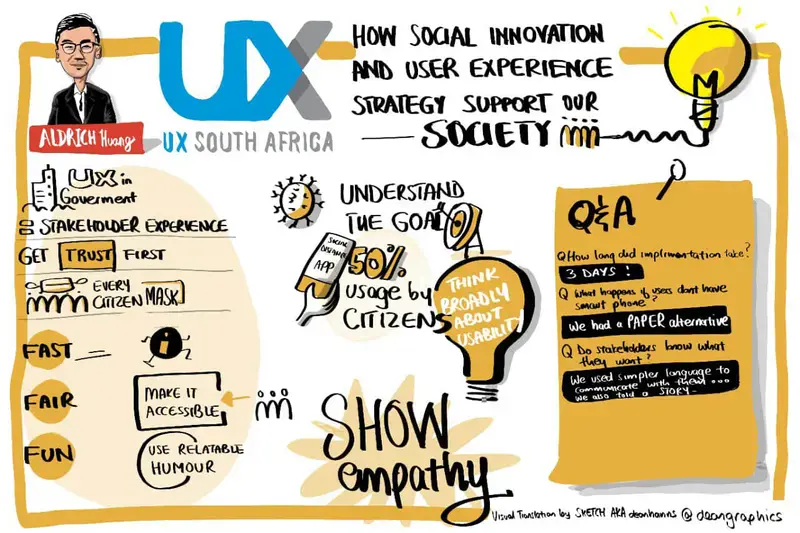 ALDRICH Huang
UX
UX SOUTH AFRICA
HOW SOCIAL INNOVATION
AND USER EXPERIENCE
STRATEGY SUPPORT OUR
SOCIETY
UX in
Goverment
STAKEHOLDER EXPERIENCE
GET TRUST FIRST
EVERY
CITIZEN MASK
FAST
i
FAIR
MAKE IT
ACCESSIBLE
FUN
USE RELATABLE
HUMOUR
UNDERSTAND
THE GOAL
SOCIAL
DISTANCE
APP
50%
usage by
CITIZENS
THINK
BROADLY
ABOUT
USABILITY
SHOW
empathy
Q&A
Q How long did implementation take?
3 DAYS !
Q What happens if users dont have
smart phone?
We had a PAPER alternative
Q Do stakeholders know what
they want?
We used simpler language to
communicate with them ...
We also told a STORY
Visual Translation by SKETCH AKA deanhanns @deangraphics